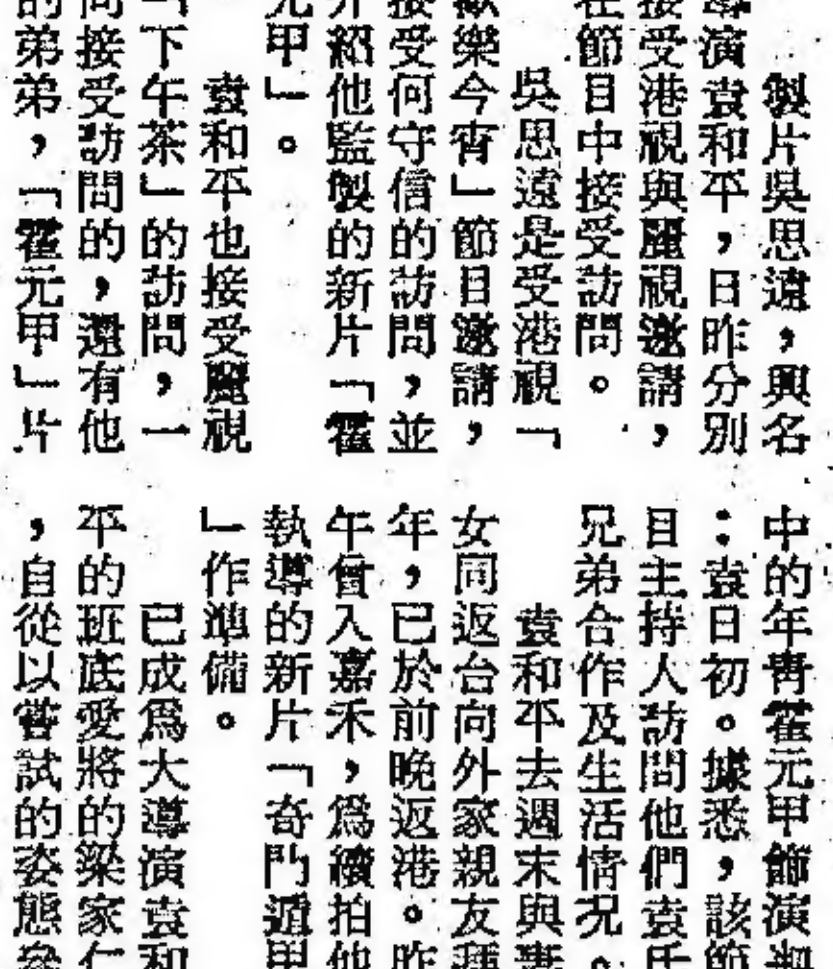 製片吳思遠，與名
導演袁和平，日昨分別
接受港視與麗視邀請，
在節目中接受訪問。
吳思遠是受港視「
歡樂今宵」節目邀請，
接受何守信的訪問，並
介紹他監製的新片「霍
元甲」。
袁和平也接受麗視
「下午茶」的訪問，一
同接受訪問的，還有他
的弟弟，「霍元甲」片
中的年靑霍元甲飾演
：袁日初。據悉，該節
目主持人訪問他們袁氏
兄弟合作及生活情況。
袁和平去週末與妻
女同返台向外家親友
年，已於前晚返港。昨
午曾入嘉禾，爲續拍他
執導的新片「奇門遁甲
」作準備。
已成爲大導演袁和
平的班底愛將的梁家仁
，自從以嘗試的姿態參